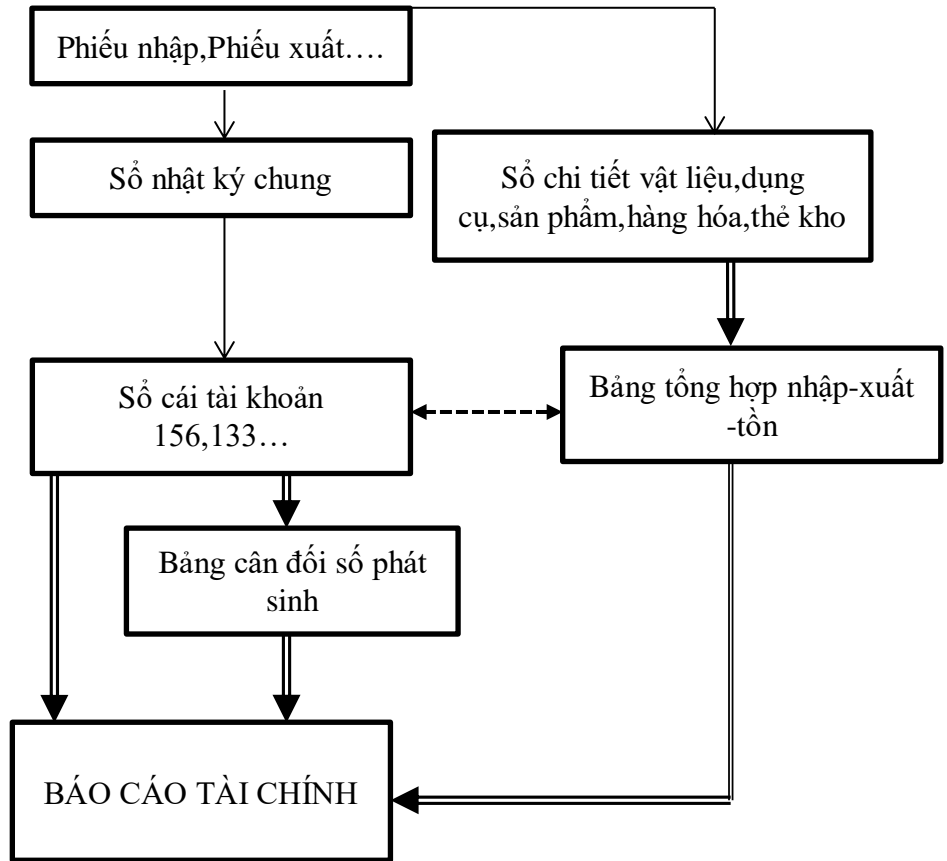 Phiếu nhập,Phiếu xuất….
Sổ nhật ký chung
Sổ chi tiết vật liệu,dụng
cụ,sản phẩm,hàng hóa,thẻ kho
Sổ cái tài khoản
156,133…
Bảng tổng hợp nhập-xuất
-tồn
Bảng cân đối số phát
sinh
BÁO CÁO TÀI CHÍNH